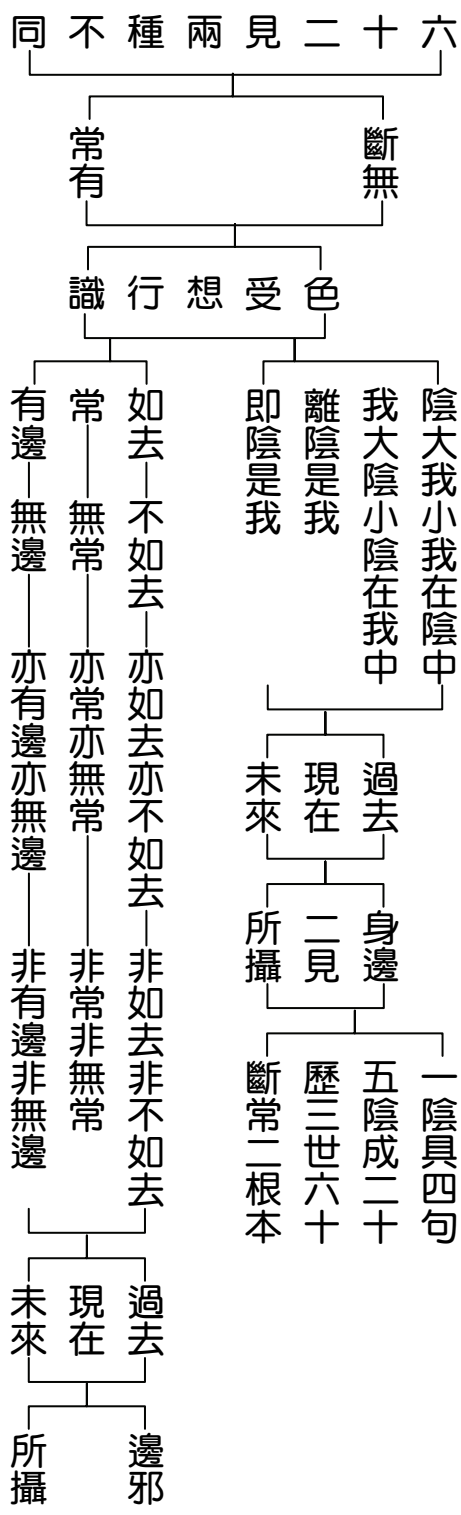 六十二見兩種不同
斷無
常有
色受想行識
陰大我小我在陰中
我大陰小陰在我中
離陰是我
即陰是我
過去
現在
未來
身邊
二見
所攝
一陰具四句
五陰成二十
歷三世六十
斷常二根本
如去 不如去 亦如去亦不如去 非如去非不如去
常 無常 亦常亦無常 非常非無常
有邊 無邊 亦有邊亦無邊 非有邊非無邊
過去
現在
未來
邊邪
所攝